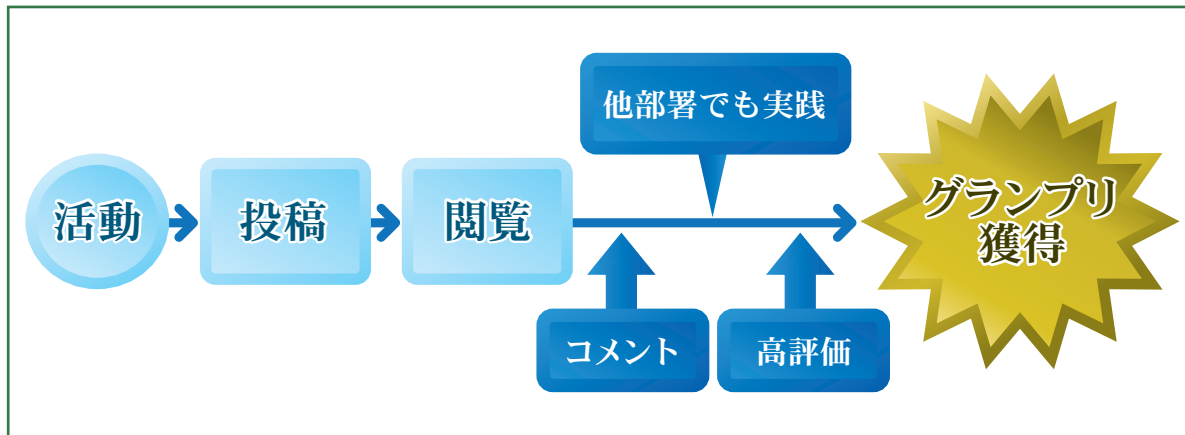 他部署でも実践
活動
投稿
閲覧
グランプリ
獲得
コメント
高評価